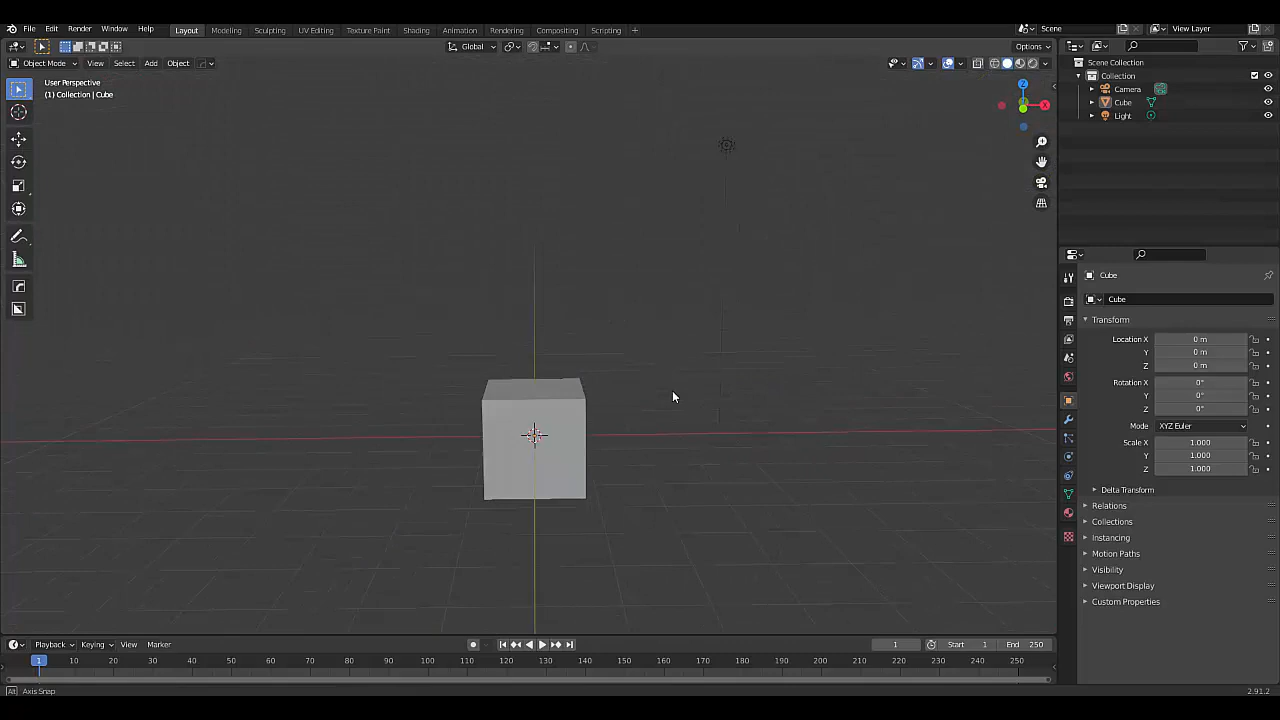 File Edit Render Window Help
Layout Modeling Sculpting UV Editing Texture Paint Shading Animation Rendering Compositing Scripting +
Scene
View Layer
Global
Options
Object Mode View Select Add Object
User Perspective
(1) Collection | Cube
Z
X
Scene Collection
Collection
Camera
Cube
Light
Cube
Cube
Transform
Location X 0 m
Y 0 m
Z 0 m
Rotation X 0°
Y 0°
Z 0°
Mode XYZ Euler
Scale X 1.000
Y 1.000
Z 1.000
Delta Transform
Relations
Collections
Instancing
Motion Paths
Visibility
Viewport Display
Custom Properties
Playback Keying View Marker
1 Start 1 End 250
1 10 20 30 40 50 60 70 80 90 100 110 120 130 140 150 160 170 180 190 200 210 220 230 240 250
Alt Axis Snap
2.91.2